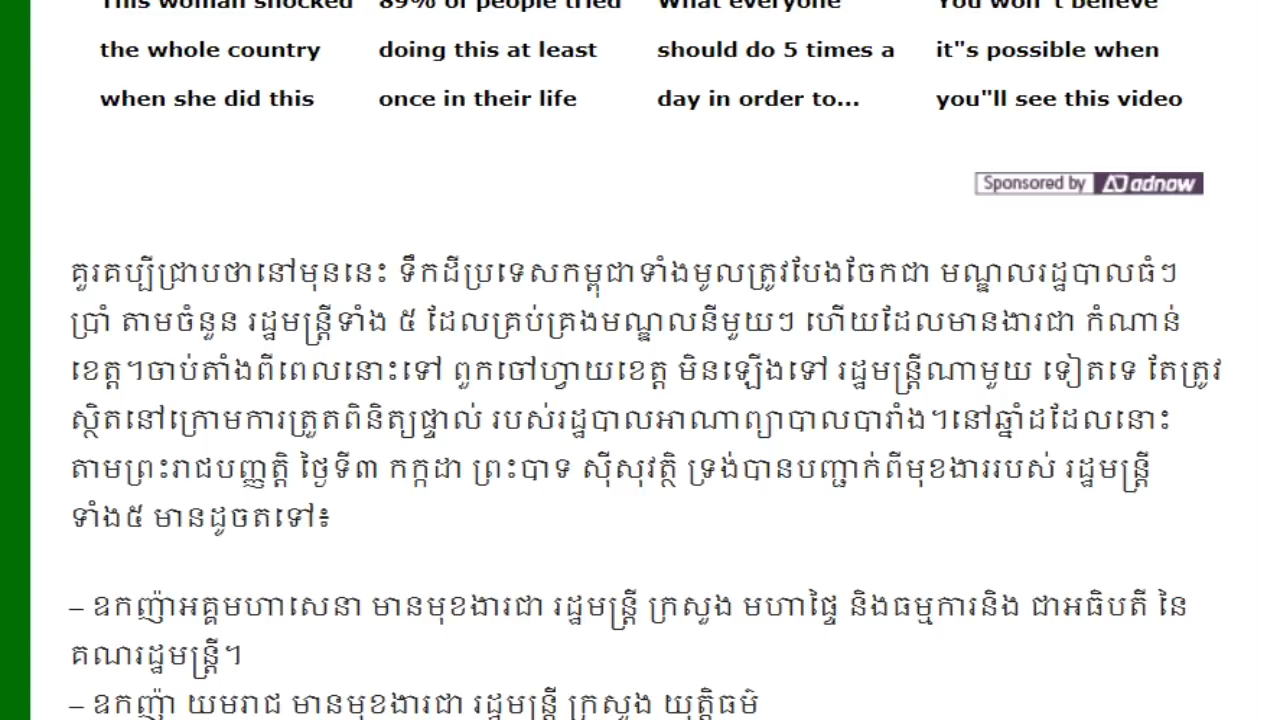 This woman shocked 89% of people tried What everyone You won't believe
the whole country doing this at least should do 5 times a it"s possible when
when she did this once in their life day in order to... you"ll see this video
Sponsored by adnow
គួរគប្បីជ្រាបថានៅមុននេះ ទឹកដីប្រទេសកម្ពុជាទាំងមូលត្រូវបែងចែកជា មណ្ឌលរដ្ឋបាលធំៗ
ប្រាំ តាមចំនួន រដ្ឋមន្ត្រីទាំង ៥ ដែលគ្រប់គ្រងមណ្ឌលនីមួយៗ ហើយដែលមានងារជា កំណាន់
ខេត្ត។ចាប់តាំងពីពេលនោះទៅ ពួកចៅហ្វាយខេត្ត មិនឡើងទៅ រដ្ឋមន្ត្រីណាមួយ ទៀតទេ តែត្រូវ
ស្ថិតនៅក្រោមការត្រួតពិនិត្យផ្ទាល់ របស់រដ្ឋបាលអាណាព្យាបាលបារាំង។នៅឆ្នាំដដែលនោះ
តាមព្រះរាជបញ្ញត្តិ ថ្ងៃទី៣ កក្កដា ព្រះបាទ ស៊ីសុវត្ថិ ទ្រង់បានបញ្ជាក់ពីមុខងាររបស់ រដ្ឋមន្ត្រី
ទាំង៥ មានដូចតទៅ៖
– ឧកញ៉ាអគ្គមហាសេនា មានមុខងារជា រដ្ឋមន្ត្រី ក្រសួង មហាផ្ទៃ និងធម្មការនិង ជាអធិបតី នៃ
គណរដ្ឋមន្ត្រី។
– ឧកញ៉ា យមរាជ មានមុខងារជា រដ្ឋមន្ត្រី ក្រសួង យុត្តិធម៌